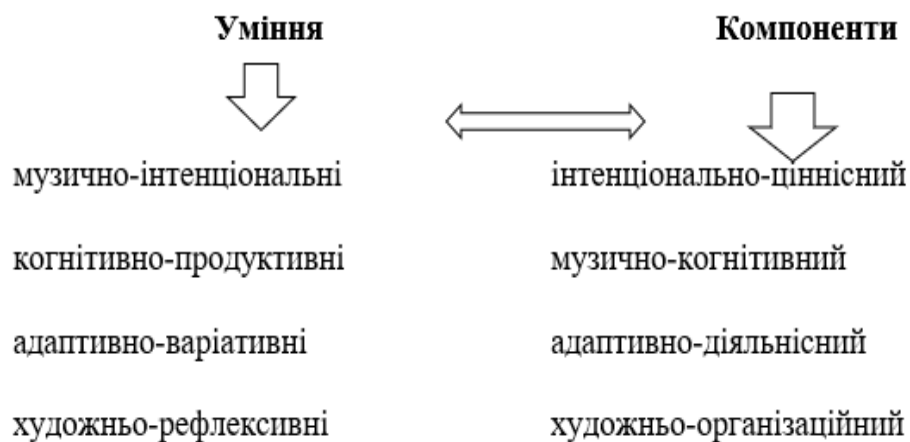 Уміння Компоненти
музично-інтенціональні інтенціонально-ціннісний
когнітивно-продуктивні музично-когнітивний
адаптивно-варіативні адаптивно-діяльнісний
художньо-рефлексивні художньо-організаційний